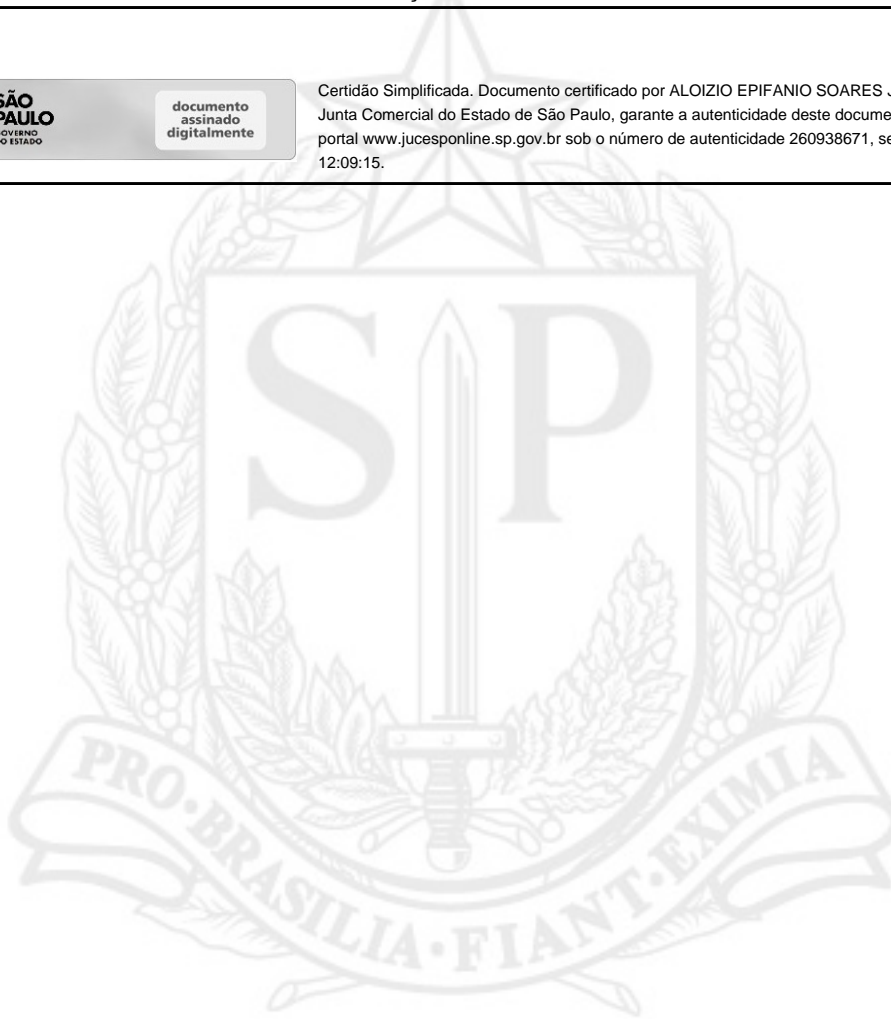 SÃO
PAULO
GOVERNO
DO ESTADO
documento
assinado
digitalmente
Certidão Simplificada. Documento certificado por ALOIZIO EPIFANIO SOARES
Junta Comercial do Estado de São Paulo, garante a autenticidade deste
portal www.jucesponline.sp.gov.br sob o número de autenticidade 260938671,
12:09:15.
SP
PRO·BRASILIA·FIANT·EXIMIA